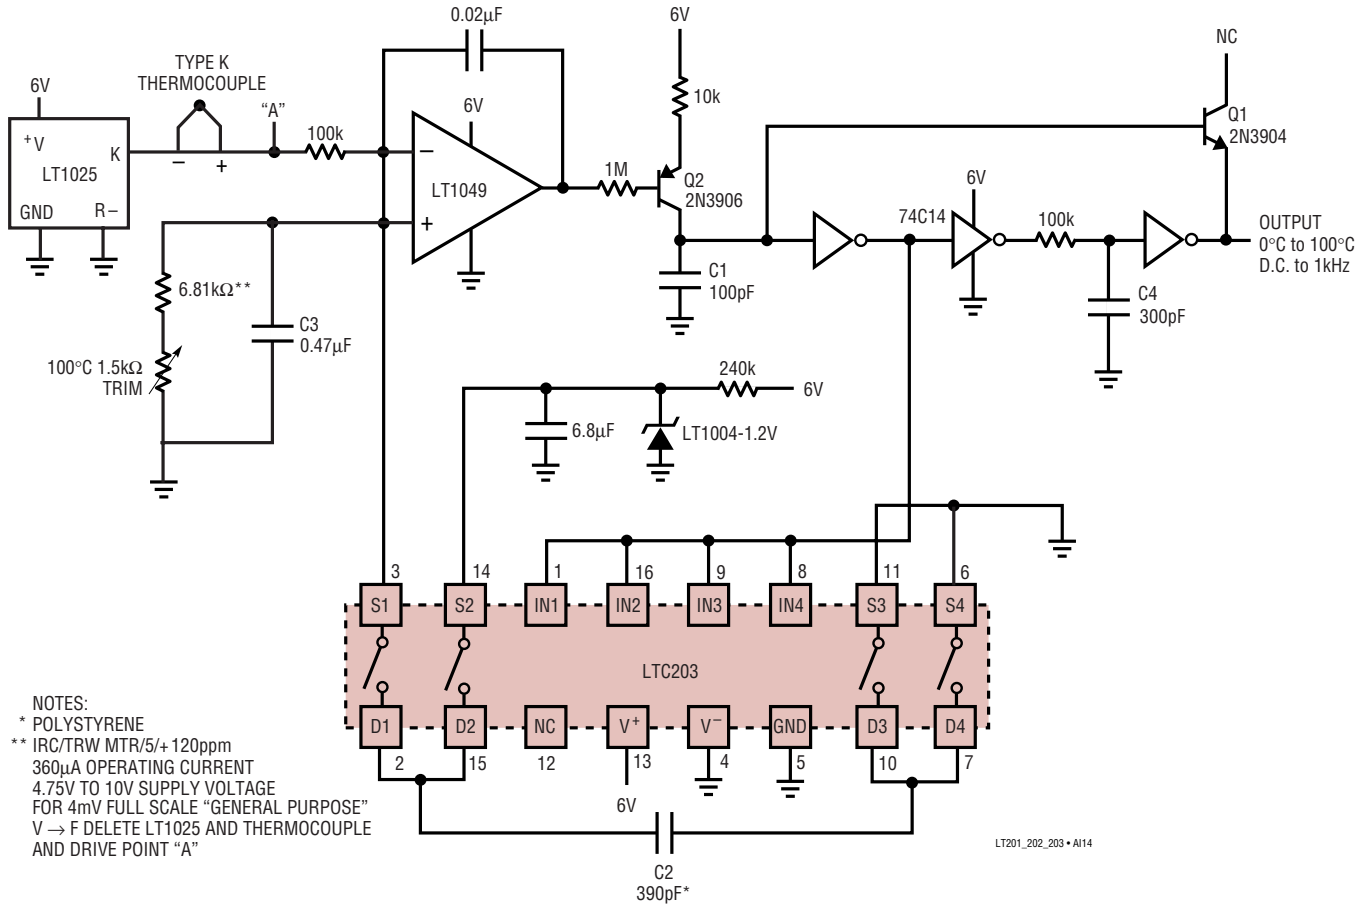 0.02µF
6V
NC
TYPE K
THERMOCOUPLE
6V
"A"
6V
10k
Q1
2N3904
+V
K
LT1025
GND
R–
– +
100k
–
LT1049
+
1M
Q2
2N3906
6V
74C14
100k
OUTPUT
0°C to 100°C
D.C. to 1kHz
C1
100pF
C4
300pF
6.81kΩ**
C3
0.47µF
100°C 1.5kΩ
TRIM
240k
6V
6.8µF
LT1004-1.2V
3 14 1 16 9 8 11 6
S1 S2 IN1 IN2 IN3 IN4 S3 S4
LTC203
D1 D2 NC V+ V– GND D3 D4
2 15 12 13 4 5 10 7
6V
C2
390pF*
NOTES:
* POLYSTYRENE
** IRC/TRW MTR/5/+120ppm
360µA OPERATING CURRENT
4.75V TO 10V SUPPLY VOLTAGE
FOR 4mV FULL SCALE "GENERAL PURPOSE"
V → F DELETE LT1025 AND THERMOCOUPLE
AND DRIVE POINT "A"
LT201_202_203 • AI14